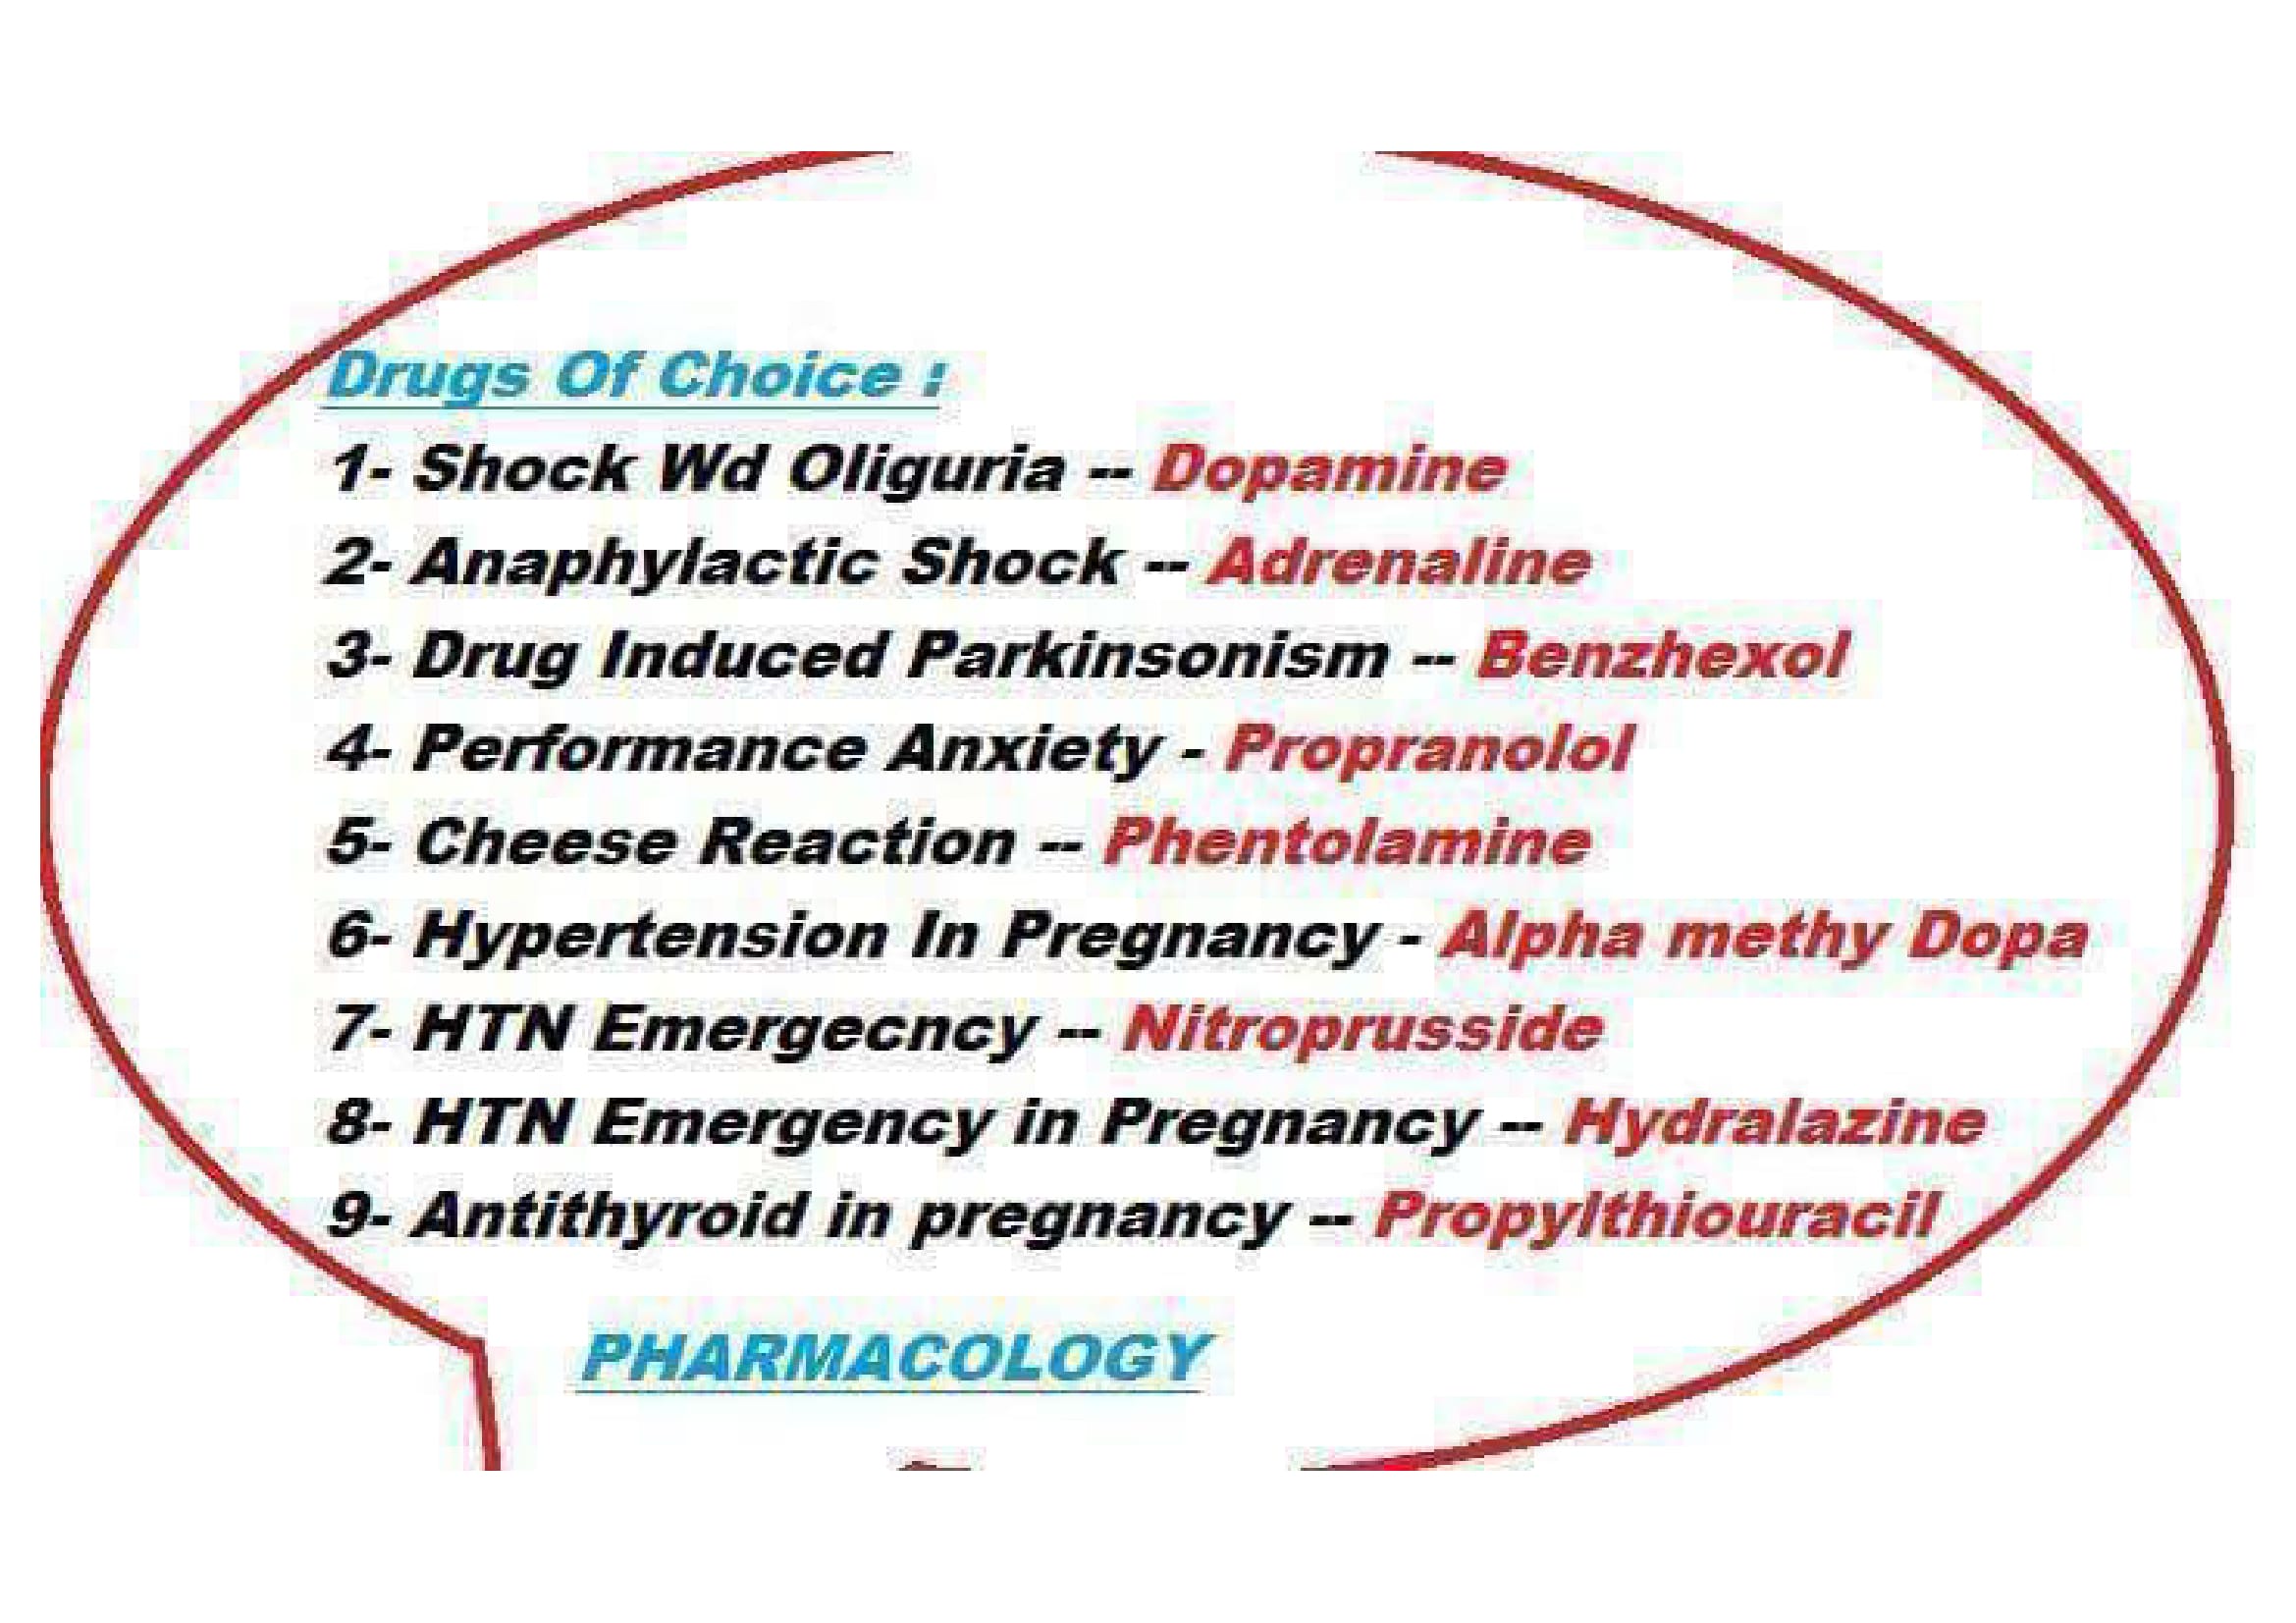 Drugs Of Choice :
1- Shock Wd Oliguria -- Dopamine
2- Anaphylactic Shock -- Adrenaline
3- Drug Induced Parkinsonism -- Benzhexol
4- Performance Anxiety - Propranolol
5- Cheese Reaction -- Phentolamine
6- Hypertension In Pregnancy - Alpha methy Dopa
7- HTN Emergecncy -- Nitroprusside
8- HTN Emergency in Pregnancy -- Hydralazine
9- Antithyroid in pregnancy -- Propylthiouracil
PHARMACOLOGY